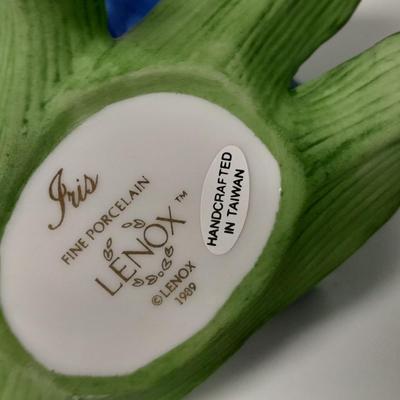 Iris
FINE PORCELAIN
LENOX™
©LENOX
1989
HANDCRAFTED
IN TAIWAN